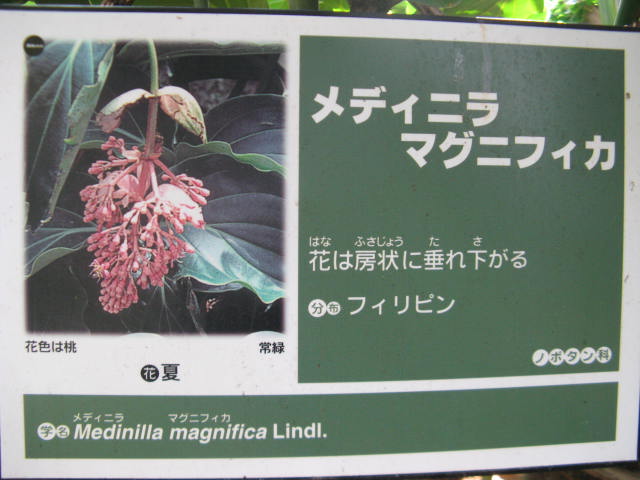 メディニラ
マグニフィカ
はな ふさじょう た さ
花は房状に垂れ下がる
分布 フィリピン
ノボタン科
花色は桃 常緑
花 夏
メディニラ マグニフィカ
学名 Medinilla magnifica Lindl.